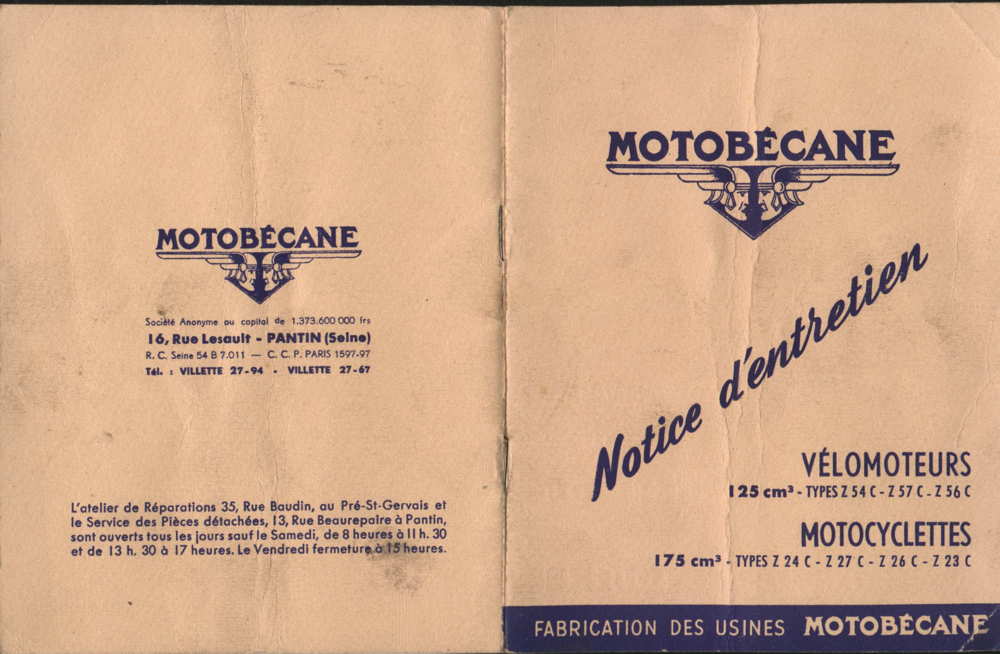 MOTOBÉCANE
Société Anonyme au capital de 1.373.600 000 frs
16, Rue Lesault - PANTIN (Seine)
R. C. Seine 54 B 7.011 — C. C. P. PARIS 1597-97
Tél. : VILLETTE 27-94 - VILLETTE 27-67
L'atelier de Réparations 35, Rue Baudin, au Pré-St-Gervais et
le Service des Pièces détachées, 13, Rue Beaurepaire à Pantin,
sont ouverts tous les jours sauf le Samedi, de 8 heures à 11 h. 30
et de 13 h. 30 à 17 heures. Le Vendredi fermeture à 15 heures.
MOTOBÉCANE
Notice d'entretien
VÉLOMOTEURS
125 cm³ - TYPES Z 54 C - Z 57 C - Z 56 C
MOTOCYCLETTES
175 cm³ - TYPES Z 24 C - Z 27 C - Z 26 C - Z 23 C
FABRICATION DES USINES MOTOBÉCANE